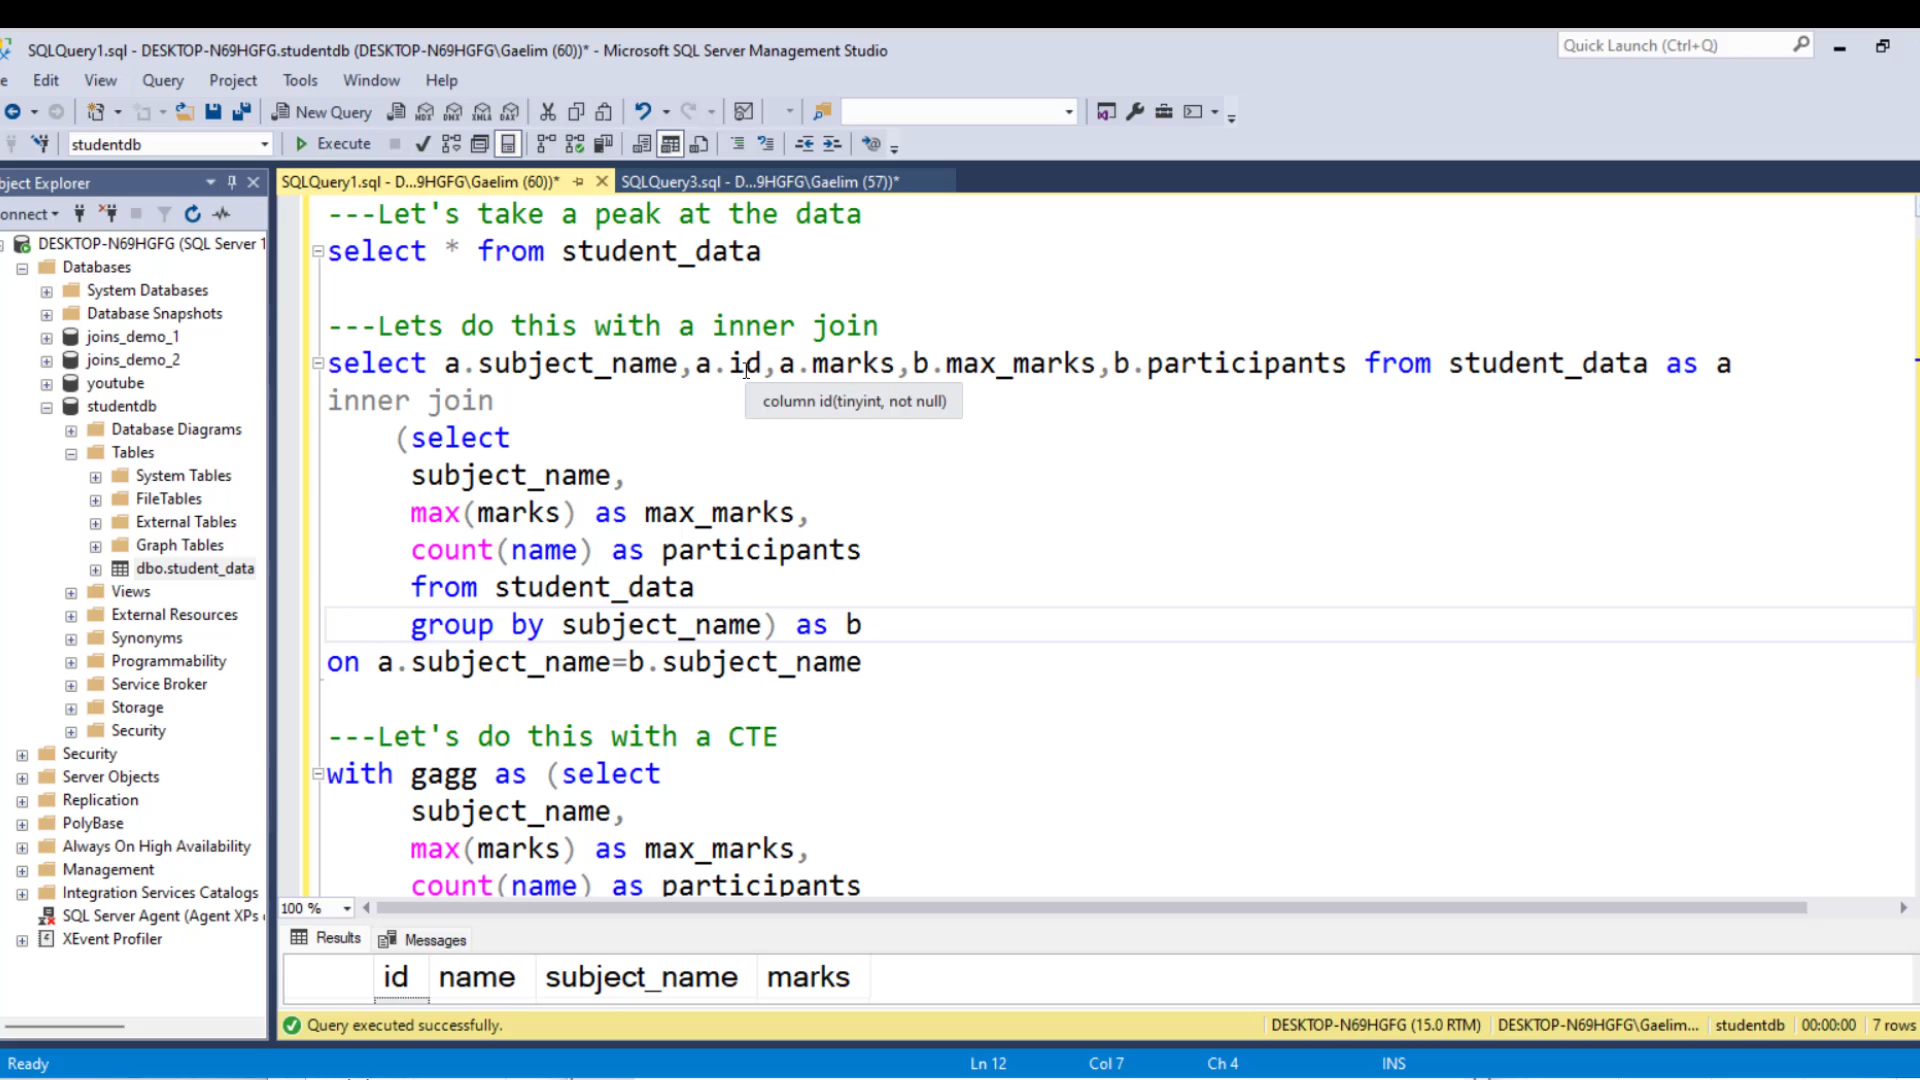 SQLQuery1.sql - DESKTOP-N69HGFG.studentdb (DESKTOP-N69HGFG\Gaelim (60))* - Microsoft SQL Server Management Studio
Quick Launch (Ctrl+Q)
e Edit View Query Project Tools Window Help
New Query
studentdb
Execute
bject Explorer
SQLQuery1.sql - D...9HGFG\Gaelim (60))*
SQLQuery3.sql - D...9HGFG\Gaelim (57))*
onnect
DESKTOP-N69HGFG (SQL Server 1
Databases
System Databases
Database Snapshots
joins_demo_1
joins_demo_2
youtube
studentdb
Database Diagrams
Tables
System Tables
FileTables
External Tables
Graph Tables
dbo.student_data
Views
External Resources
Synonyms
Programmability
Service Broker
Storage
Security
Security
Server Objects
Replication
PolyBase
Always On High Availability
Management
Integration Services Catalogs
SQL Server Agent (Agent XPs
XEvent Profiler
---Let's take a peak at the data
select * from student_data
---Lets do this with a inner join
select a.subject_name,a.id,a.marks,b.max_marks,b.participants from student_data as a
inner join
column id(tinyint, not null)
(select
subject_name,
max(marks) as max_marks,
count(name) as participants
from student_data
group by subject_name) as b
on a.subject_name=b.subject_name
---Let's do this with a CTE
with gagg as (select
subject_name,
max(marks) as max_marks,
count(name) as participants
100 %
Results Messages
id name subject_name marks
Query executed successfully.
DESKTOP-N69HGFG (15.0 RTM) DESKTOP-N69HGFG\Gaelim... studentdb 00:00:00 7 rows
Ready Ln 12 Col 7 Ch 4 INS